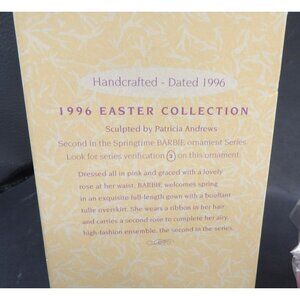 Handcrafted - Dated 1996
1996 EASTER COLLECTION
Sculpted by Patricia Andrews
Second In the Springtime BARBIE ornament Series
Look for series verification 2 on this ornament
Dressed all in pink and graced with a lovely
rose at her waist, BARBIE welcomes spring
in an exquisite full-length gown with a bouffant
tulle overskirt. She wears a ribbon in her hair
and carries a second rose to complete her airy,
high-fashion ensemble, the second in the series.